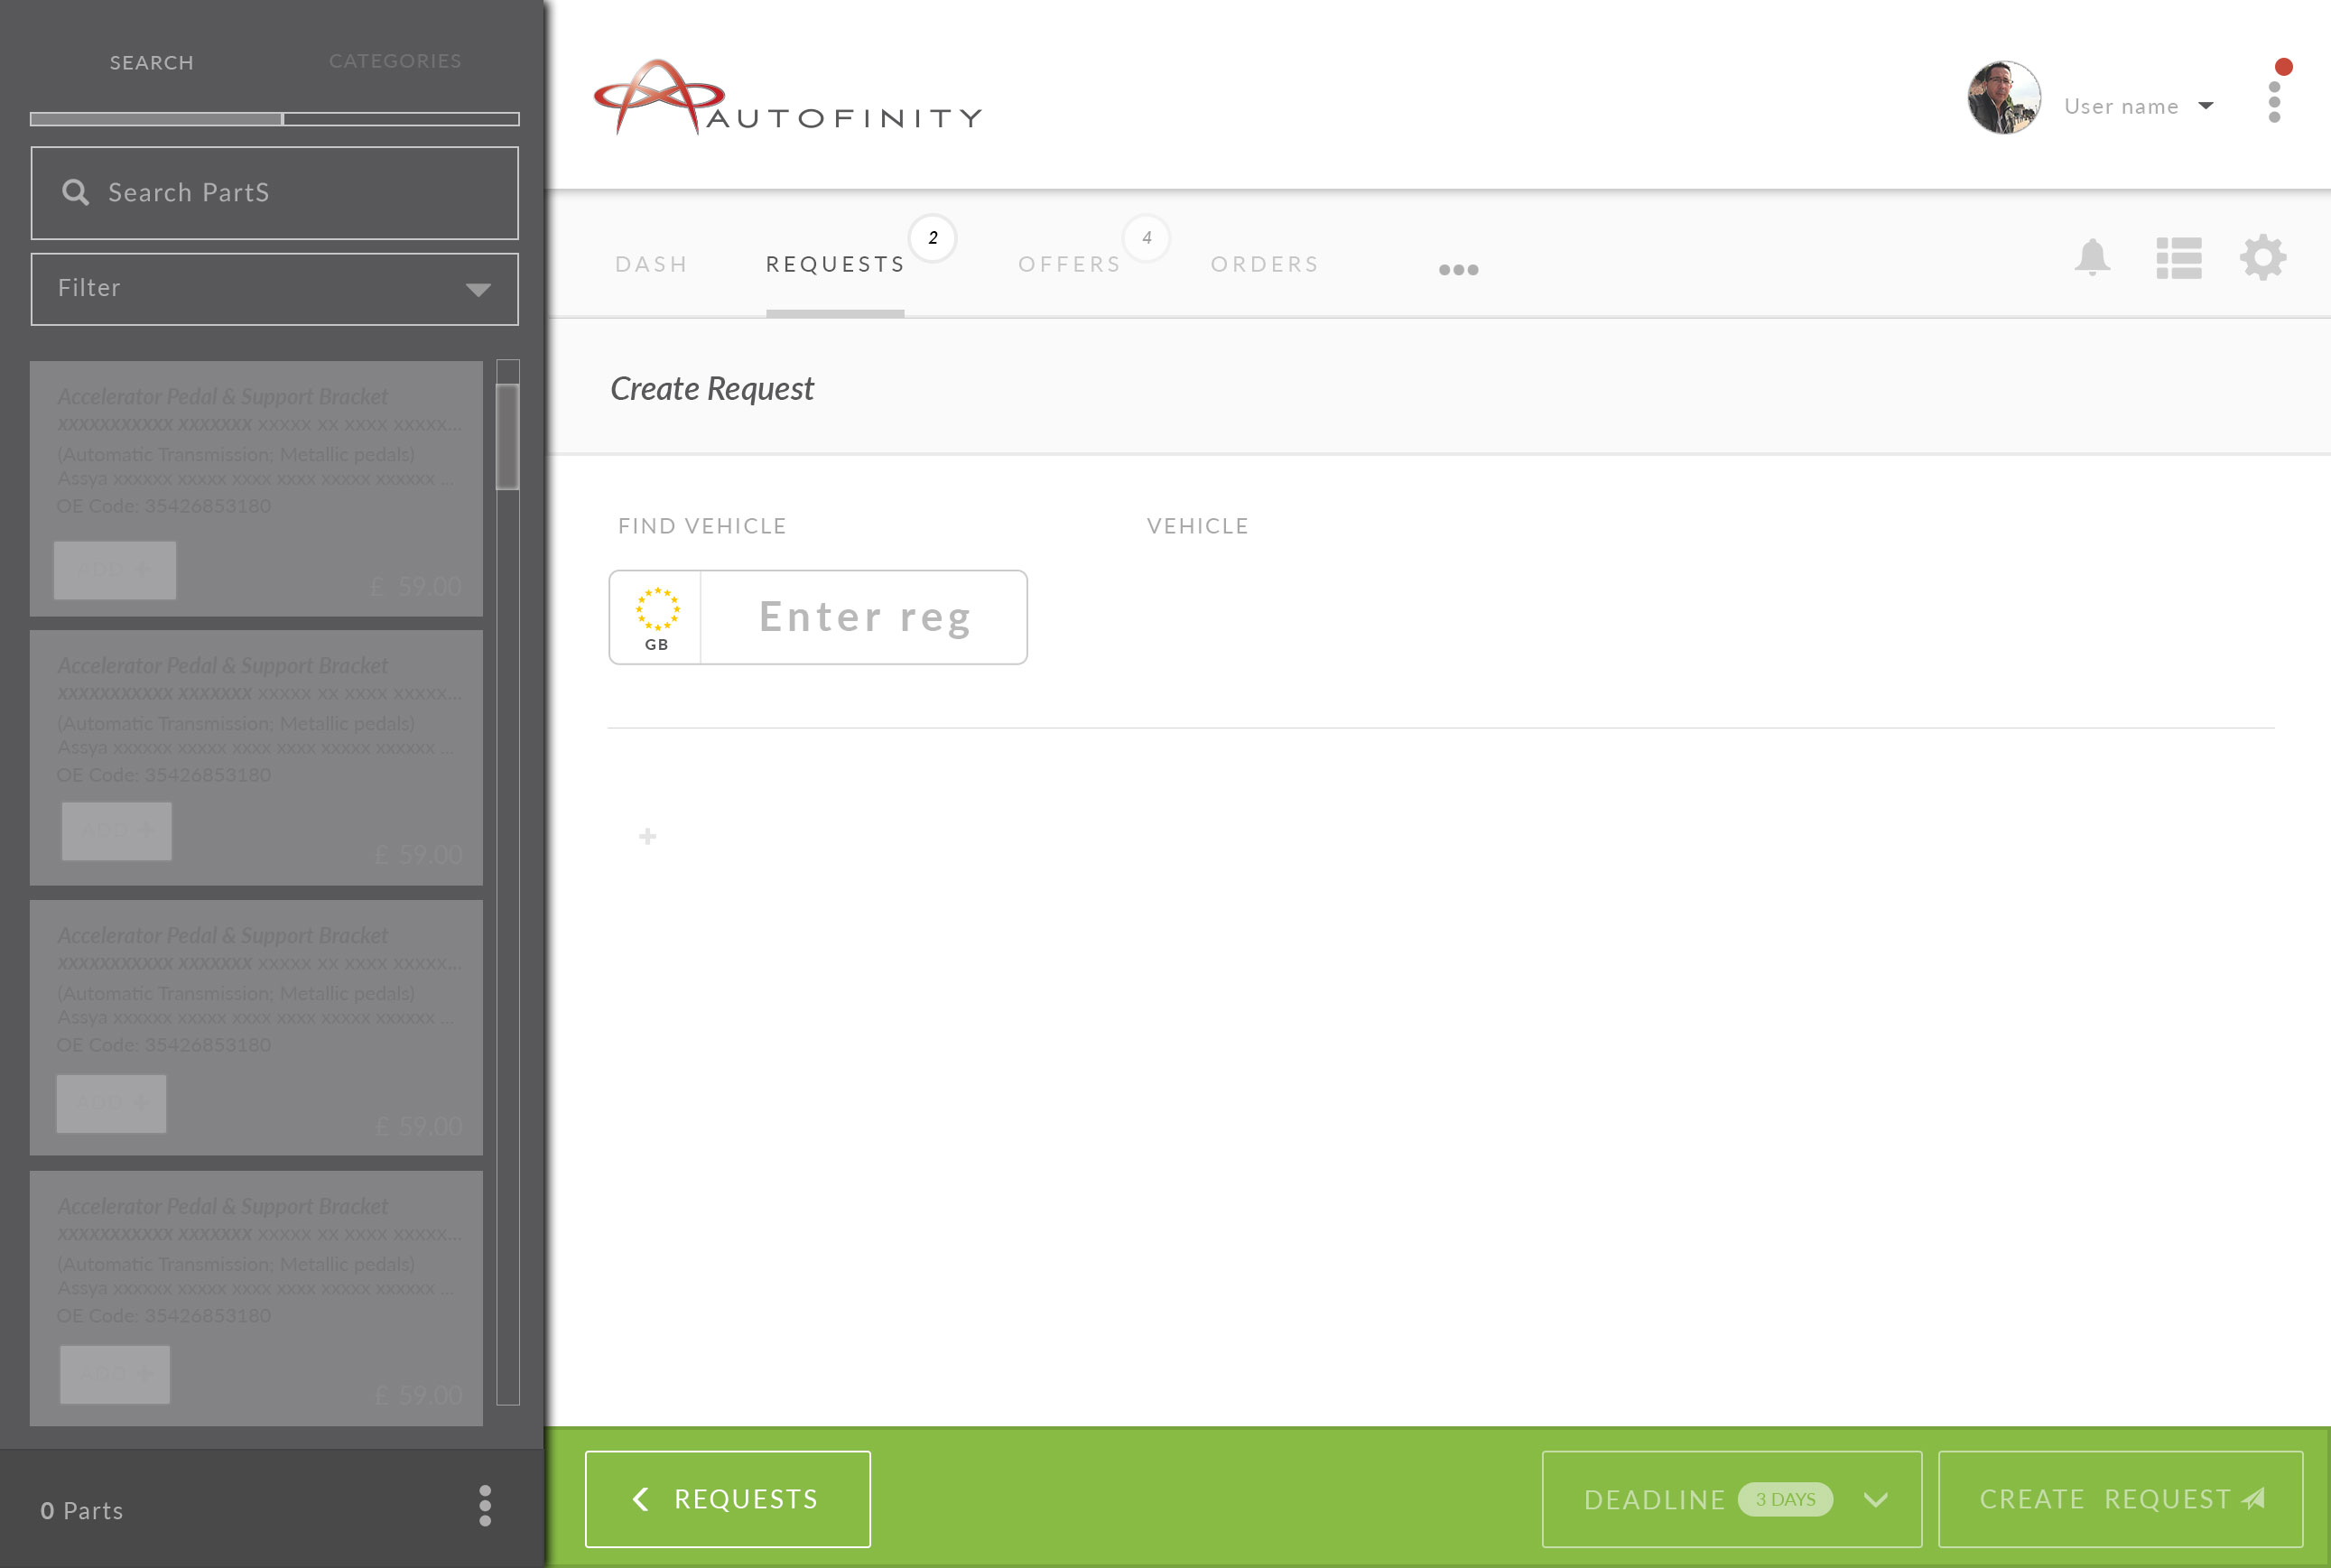 SEARCH
CATEGORIES
Search PartS
Filter
Accelerator Pedal & Support Bracket
xxxxxxxxxxx xxxxxxx xxxxx xx xxxx xxxxx...
(Automatic Transmission; Metallic pedals)
Assya xxxxxx xxxxx xxxx xxxx xxxxx xxxxxx ...
OE Code: 35426853180
ADD
£ 59.00
Accelerator Pedal & Support Bracket
xxxxxxxxxxx xxxxxxx xxxxx xx xxxx xxxxx...
(Automatic Transmission; Metallic pedals)
Assya xxxxxx xxxxx xxxx xxxx xxxxx xxxxxx ...
OE Code: 35426853180
ADD
£ 59.00
Accelerator Pedal & Support Bracket
xxxxxxxxxxx xxxxxxx xxxxx xx xxxx xxxxx...
(Automatic Transmission; Metallic pedals)
Assya xxxxxx xxxxx xxxx xxxx xxxxx xxxxxx ...
OE Code: 35426853180
ADD
£ 59.00
Accelerator Pedal & Support Bracket
xxxxxxxxxxx xxxxxxx xxxxx xx xxxx xxxxx...
(Automatic Transmission; Metallic pedals)
Assya xxxxxx xxxxx xxxx xxxx xxxxx xxxxxx ...
OE Code: 35426853180
ADD
£ 59.00
0 Parts
AUTOFINITY
User name
DASH
REQUESTS
2
OFFERS
4
ORDERS
Create Request
FIND VEHICLE
VEHICLE
GB
Enter reg
REQUESTS
DEADLINE 3 DAYS
CREATE REQUEST